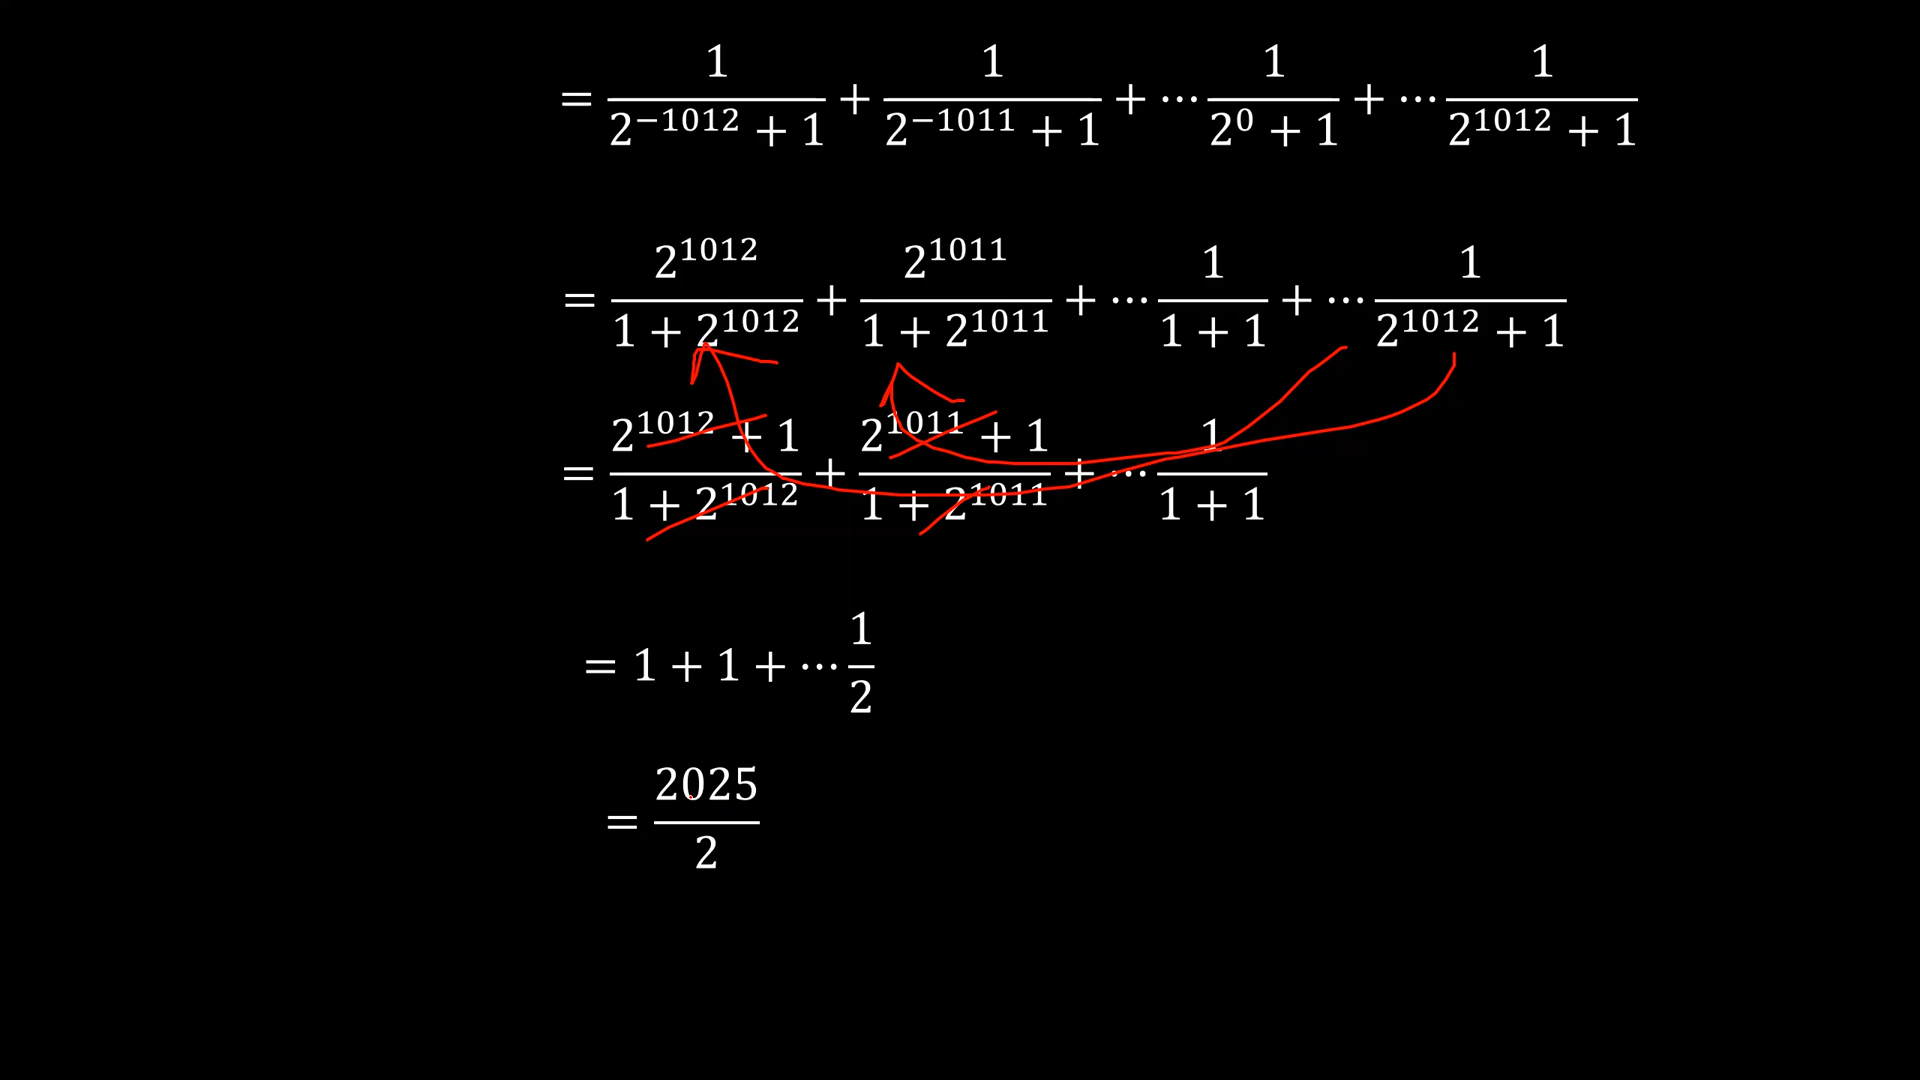 = 1/(2^{-1012} + 1) + 1/(2^{-1011} + 1) + ⋯ 1/(2^0 + 1) + ⋯ 1/(2^{1012} + 1)
= 2^{1012}/(1 + 2^{1012}) + 2^{1011}/(1 + 2^{1011}) + ⋯ 1/(1 + 1) + ⋯ 1/(2^{1012} + 1)
= (2^{1012} + 1)/(1 + 2^{1012}) + (2^{1011} + 1)/(1 + 2^{1011}) + ⋯ 1/(1 + 1)
= 1 + 1 + ⋯ 1/2
= 2025/2